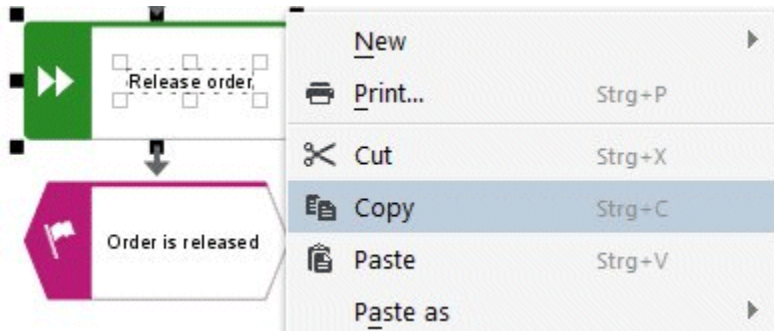 Release order
Order is released
New
Print... Strg+P
Cut Strg+X
Copy Strg+C
Paste Strg+V
Paste as